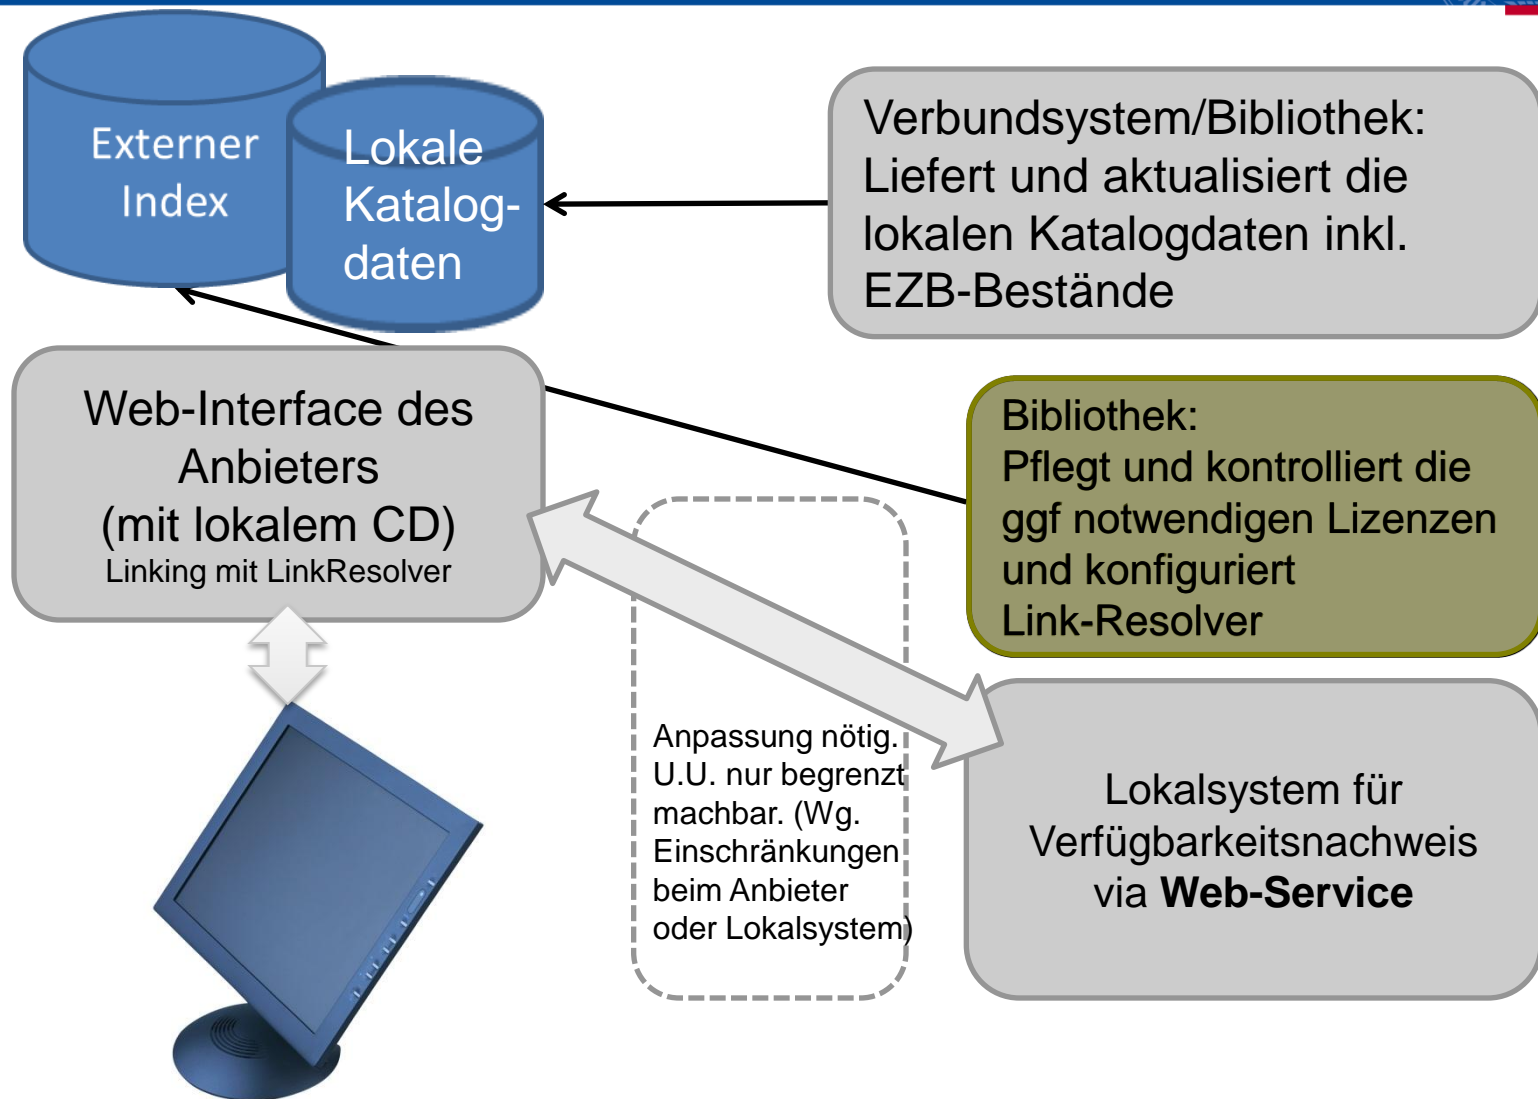 Externer
Index
Lokale
Katalog-
daten
Verbundsystem/Bibliothek:
Liefert und aktualisiert die
lokalen Katalogdaten inkl.
EZB-Bestände
Web-Interface des
Anbieters
(mit lokalem CD)
Linking mit LinkResolver
Bibliothek:
Pflegt und kontrolliert die
ggf notwendigen Lizenzen
und konfiguriert
Link-Resolver
Anpassung nötig.
U.U. nur begrenzt
machbar. (Wg.
Einschränkungen
beim Anbieter
oder Lokalsystem)
Lokalsystem für
Verfügbarkeitsnachweis
via Web-Service